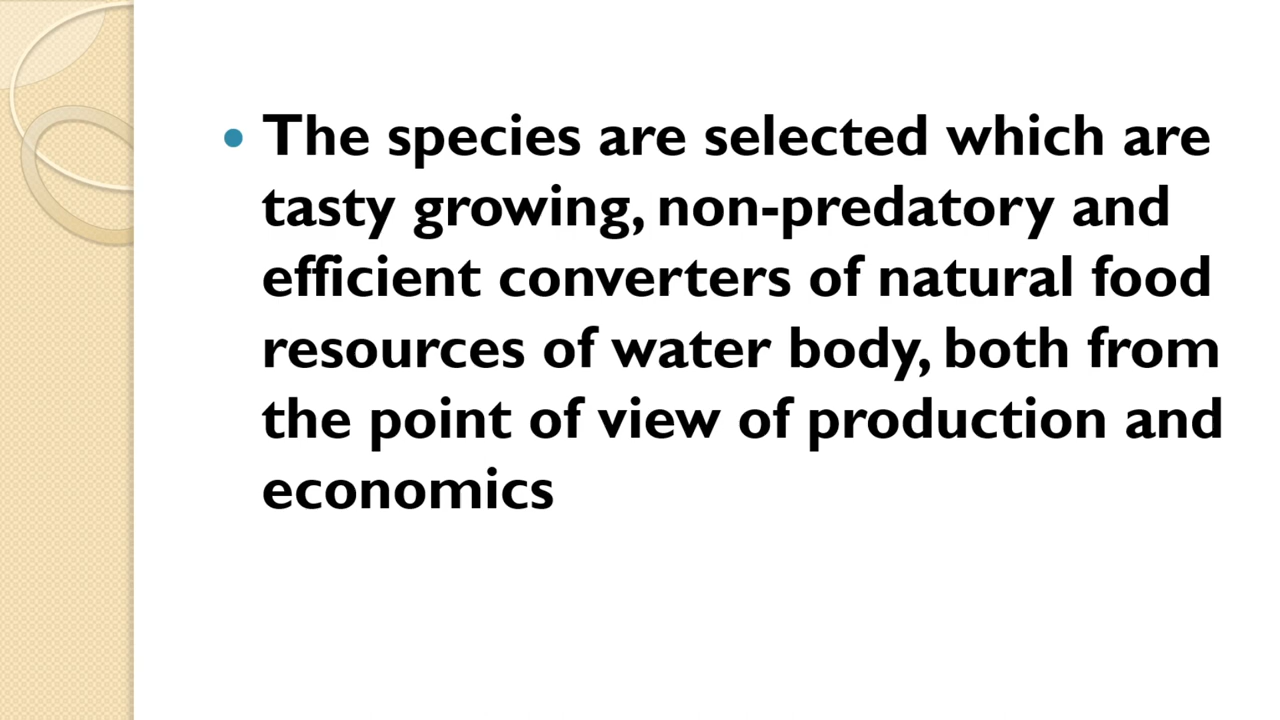 • The species are selected which are
tasty growing, non-predatory and
efficient converters of natural food
resources of water body, both from
the point of view of production and
economics